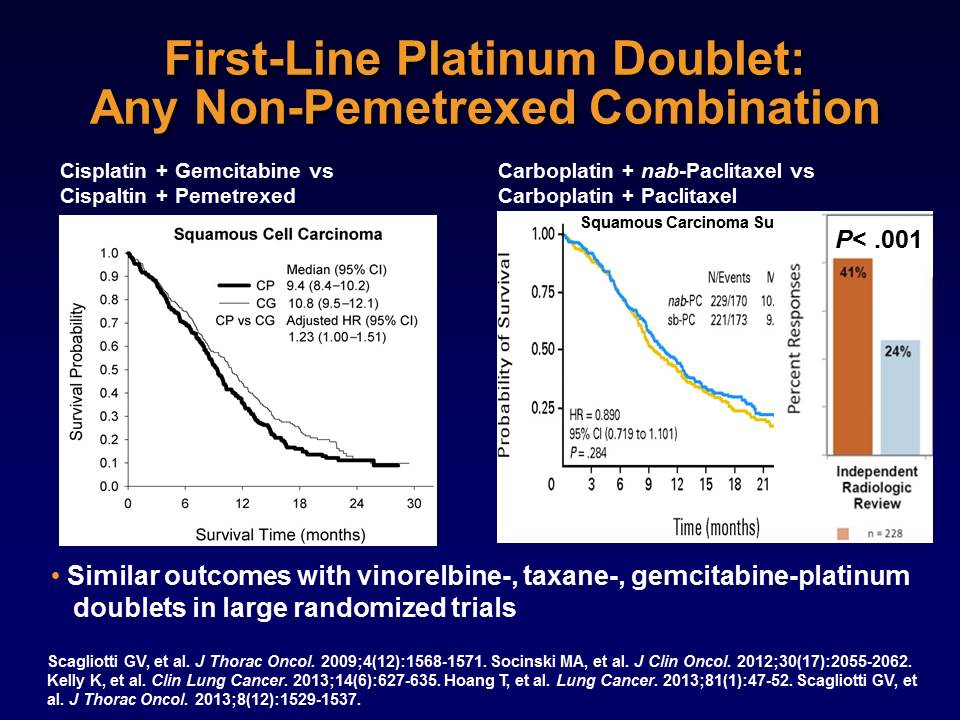 First-Line Platinum Doublet:
Any Non-Pemetrexed Combination
Cisplatin + Gemcitabine vs
Cispaltin + Pemetrexed
Squamous Cell Carcinoma
Median (95% CI)
CP 9.4 (8.4–10.2)
CG 10.8 (9.5–12.1)
CP vs CG Adjusted HR (95% CI)
1.23 (1.00–1.51)
Survival Probability
1.0
0.9
0.8
0.7
0.6
0.5
0.4
0.3
0.2
0.1
0.0
0 6 12 18 24 30
Survival Time (months)
Carboplatin + nab-Paclitaxel vs
Carboplatin + Paclitaxel
Squamous Carcinoma Su
Probability of Survival
1.00
0.75
0.50
0.25
N/Events M
nab-PC 229/170 10.
sb-PC 221/173 9.
HR = 0.890
95% CI (0.719 to 1.101)
P = .284
0 3 6 9 12 15 18 21
Time (months)
P< .001
Percent Responses
41%
24%
Independent
Radiologic
Review
n = 228
• Similar outcomes with vinorelbine-, taxane-, gemcitabine-platinum
doublets in large randomized trials
Scagliotti GV, et al. J Thorac Oncol. 2009;4(12):1568-1571. Socinski MA, et al. J Clin Oncol. 2012;30(17):2055-2062.
Kelly K, et al. Clin Lung Cancer. 2013;14(6):627-635. Hoang T, et al. Lung Cancer. 2013;81(1):47-52. Scagliotti GV, et
al. J Thorac Oncol. 2013;8(12):1529-1537.